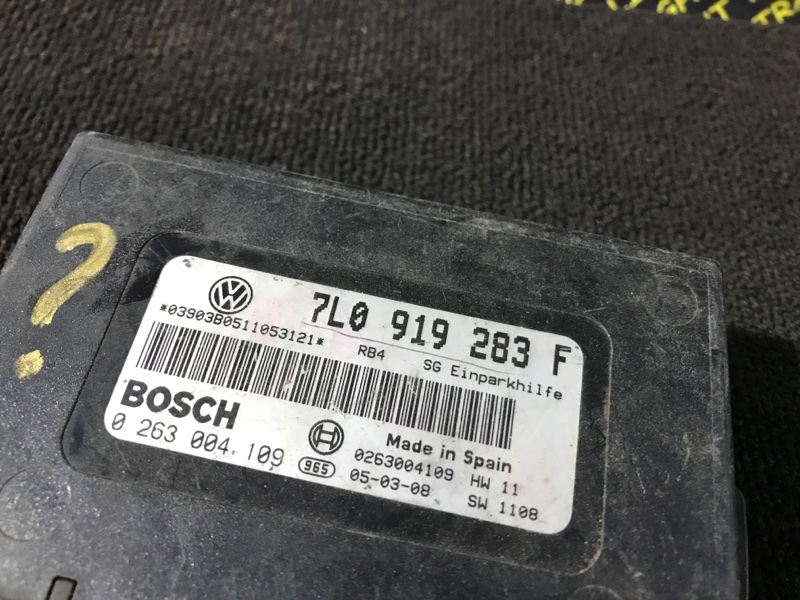 ?
VW
7L0 919 283 F
*03903B0511053121* RB4 SG Einparkhilfe
BOSCH
0 263 004 109
965
Made in Spain
0263004109 HW 11
05-03-08 SW 1108